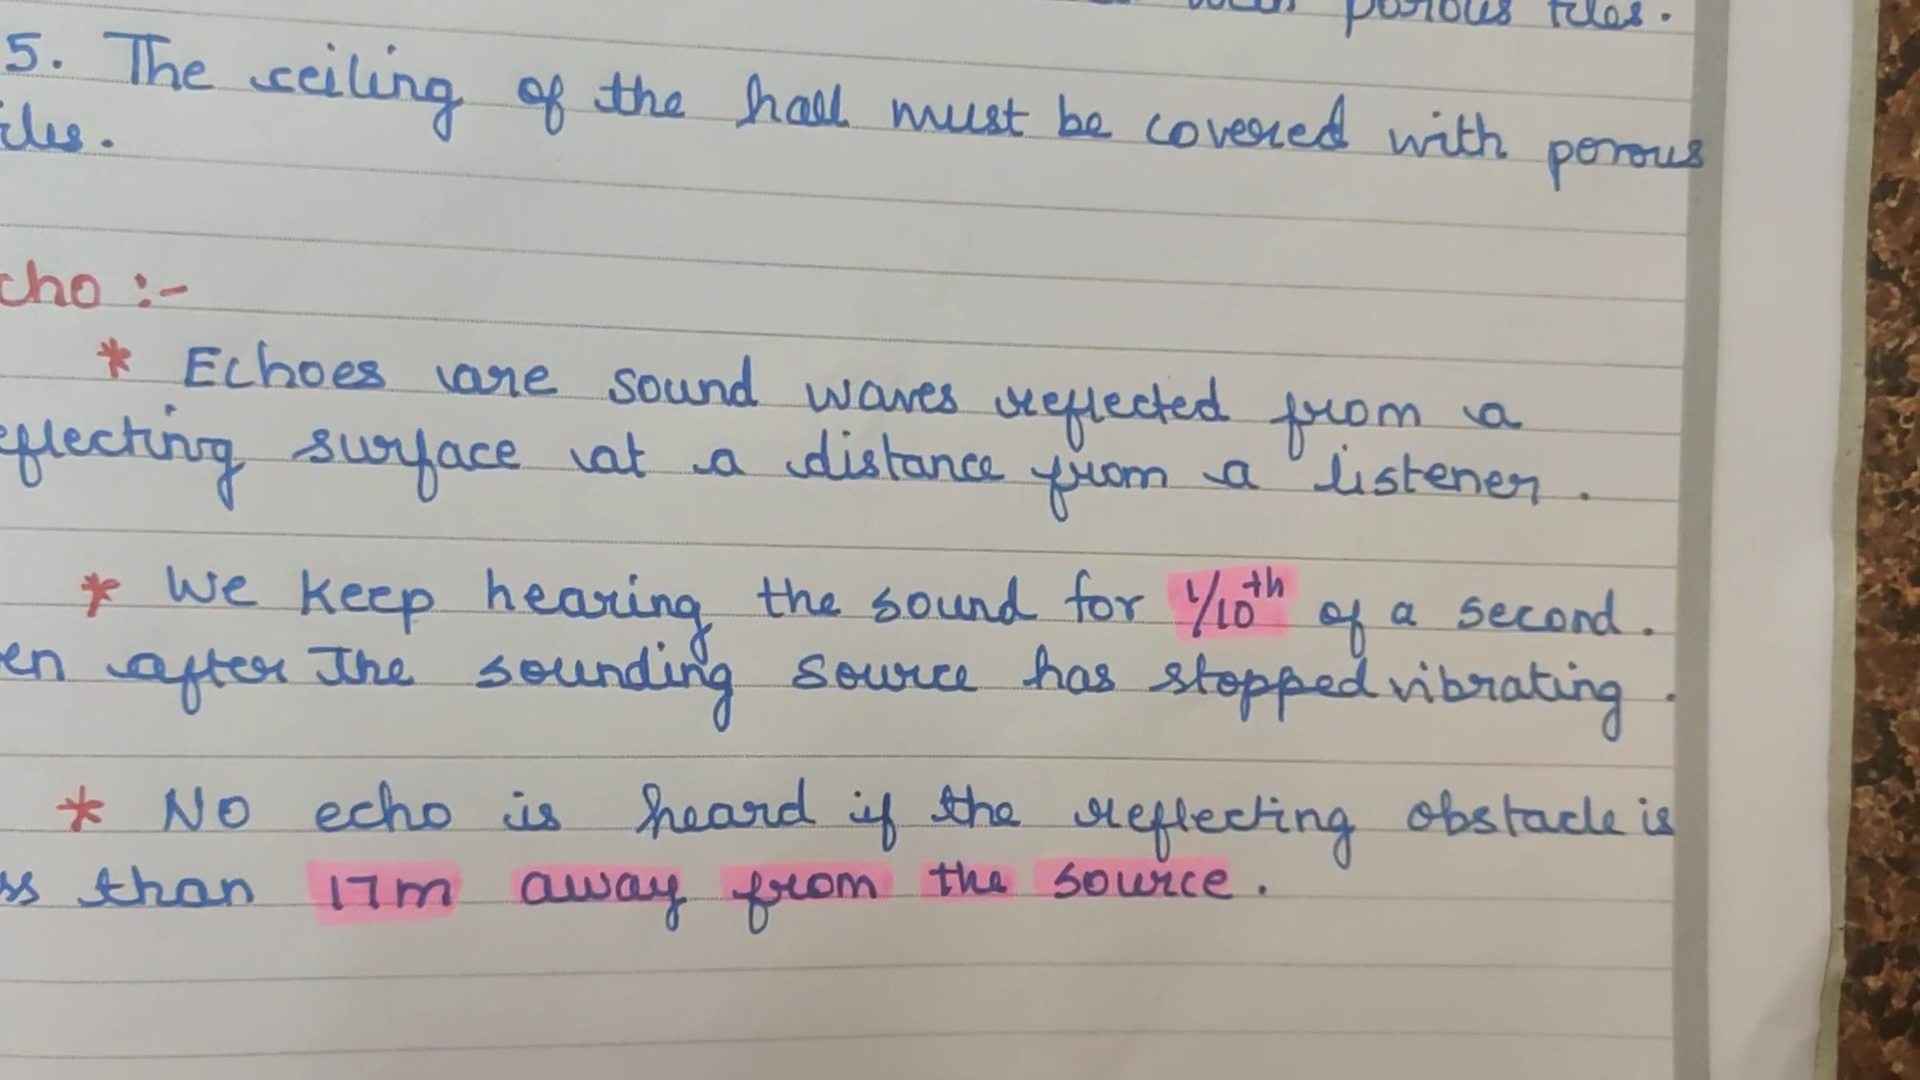 porous tiles.
5. The ceiling of the hall must be covered with porous
iles.
cho :-
* Echoes are sound waves reflected from a
eflecting surface at a distance from a listener.
* We keep hearing the sound for 1/10th of a second.
en after The sounding source has stopped vibrating.
* No echo is heard if the reflecting obstacle is
ss than 17m away from the source.